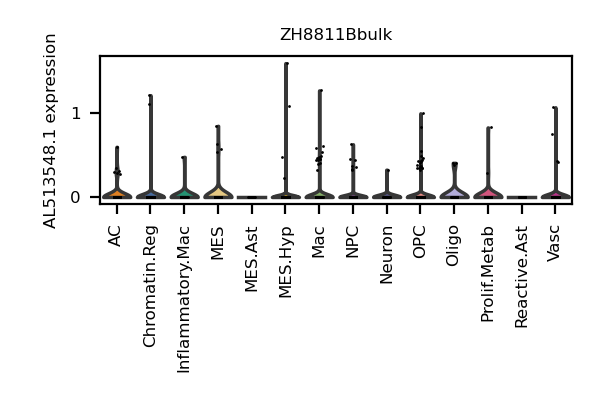 ZH8811Bbulk
AL513548.1 expression
1
0
AC
Chromatin.Reg
Inflammatory.Mac
MES
MES.Ast
MES.Hyp
Mac
NPC
Neuron
OPC
Oligo
Prolif.Metab
Reactive.Ast
Vasc